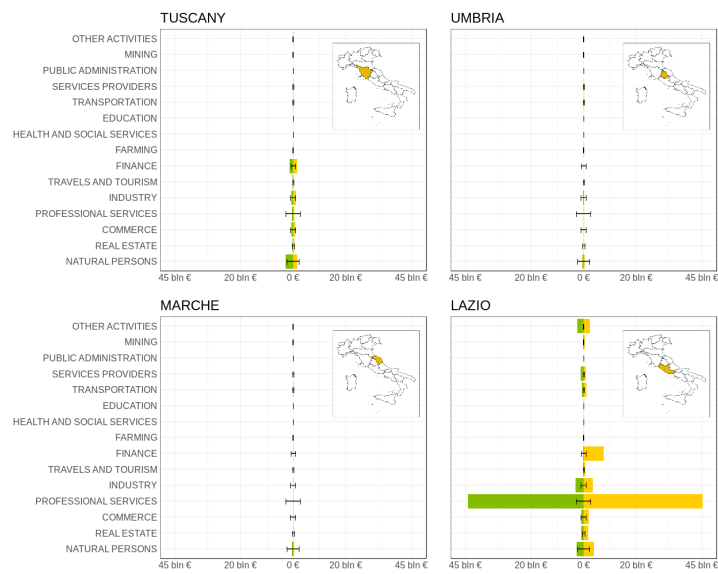 TUSCANY
UMBRIA
OTHER ACTIVITIES
MINING
PUBLIC ADMINISTRATION
SERVICES PROVIDERS
TRANSPORTATION
EDUCATION
HEALTH AND SOCIAL SERVICES
FARMING
FINANCE
TRAVELS AND TOURISM
INDUSTRY
PROFESSIONAL SERVICES
COMMERCE
REAL ESTATE
NATURAL PERSONS
45 bln € 20 bln € 0 € 20 bln € 45 bln €
45 bln € 20 bln € 0 € 20 bln € 45 bln €
MARCHE
LAZIO
OTHER ACTIVITIES
MINING
PUBLIC ADMINISTRATION
SERVICES PROVIDERS
TRANSPORTATION
EDUCATION
HEALTH AND SOCIAL SERVICES
FARMING
FINANCE
TRAVELS AND TOURISM
INDUSTRY
PROFESSIONAL SERVICES
COMMERCE
REAL ESTATE
NATURAL PERSONS
45 bln € 20 bln € 0 € 20 bln € 45 bln €
45 bln € 20 bln € 0 € 20 bln € 45 bln €